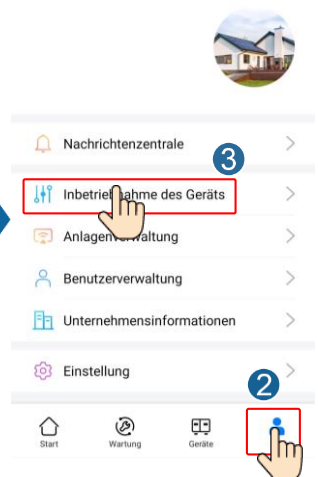 Nachrichtenzentrale
3
Inbetriebnahme des Geräts
Anlagenverwaltung
Benutzerverwaltung
Unternehmensinformationen
Einstellung
2
Start
Wartung
Geräte